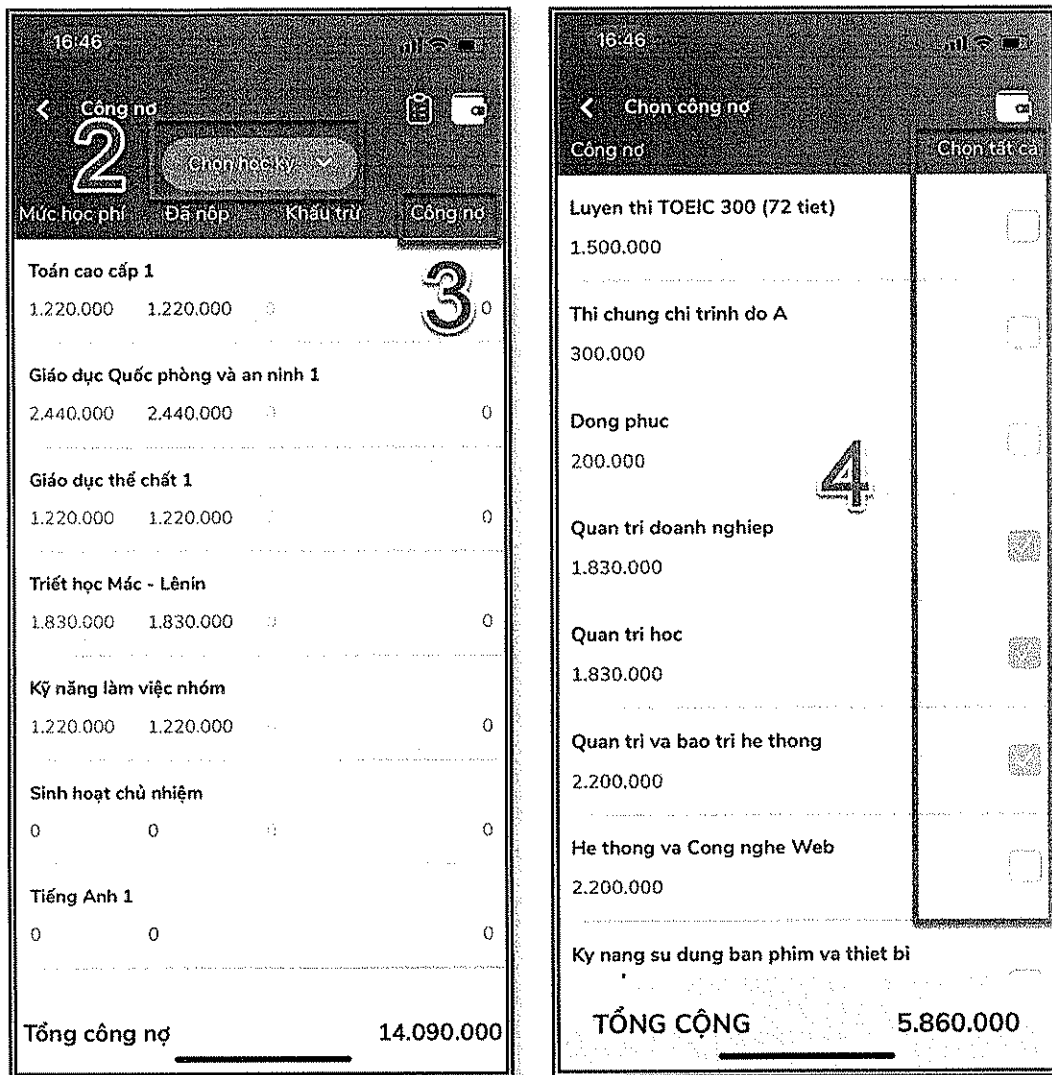 16:46
Công nợ
2
Chọn học kỳ
Mức học phí Đã nộp Khấu trừ Công nợ
3
Toán cao cấp 1
1.220.000 1.220.000 0 0
Giáo dục Quốc phòng và an ninh 1
2.440.000 2.440.000 0 0
Giáo dục thể chất 1
1.220.000 1.220.000 0
Triết học Mác - Lênin
1.830.000 1.830.000 0 0
Kỹ năng làm việc nhóm
1.220.000 1.220.000 0
Sinh hoạt chủ nhiệm
0 0 0 0
Tiếng Anh 1
0 0 0
Tổng công nợ 14.090.000
16:46
Chọn công nợ
Công nợ Chọn tất cả
Luyen thi TOEIC 300 (72 tiet)
1.500.000
Thi chung chi trinh do A
300.000
Dong phuc
200.000
4
Quan tri doanh nghiep
1.830.000
Quan tri hoc
1.830.000
Quan tri va bao tri he thong
2.200.000
He thong va Cong nghe Web
2.200.000
Ky nang su dung ban phim va thiet bi
TỔNG CỘNG 5.860.000